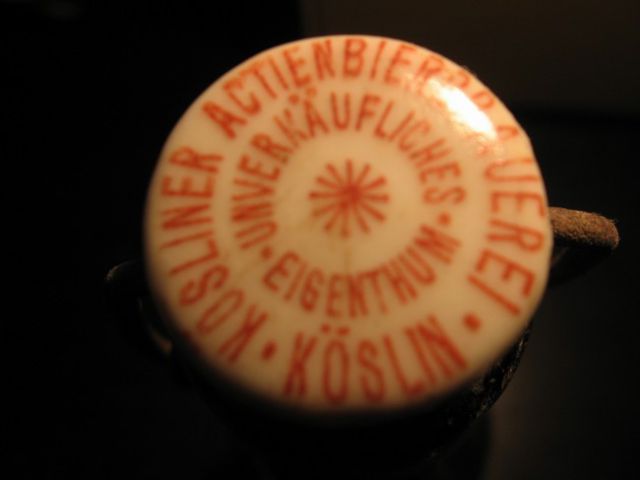 KÖSLINER ACTIENBIERBRAUEREI
KÖSLIN
UNVERKÄUFLICHES
EIGENTHUM